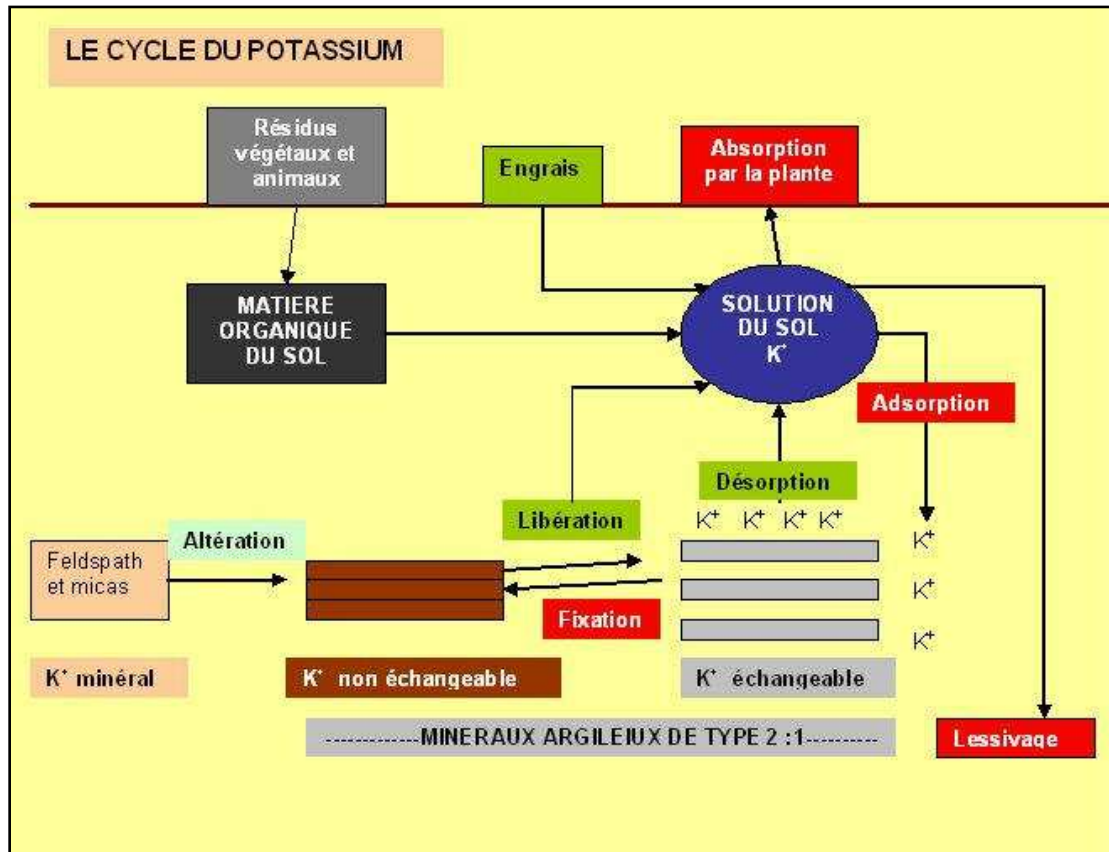 LE CYCLE DU POTASSIUM
Résidus
végétaux et
animaux
Engrais
Absorption
par la plante
MATIERE
ORGANIQUE
DU SOL
SOLUTION
DU SOL
K⁺
Adsorption
Désorption
Libération
K⁺ K⁺ K⁺ K⁺
Altération
K⁺
Feldspath
et micas
K⁺
Fixation
K⁺
K⁺ minéral
K⁺ non échangeable
K⁺ échangeable
-------------MINERAUX ARGILEIUX DE TYPE 2 :1----------
Lessivage